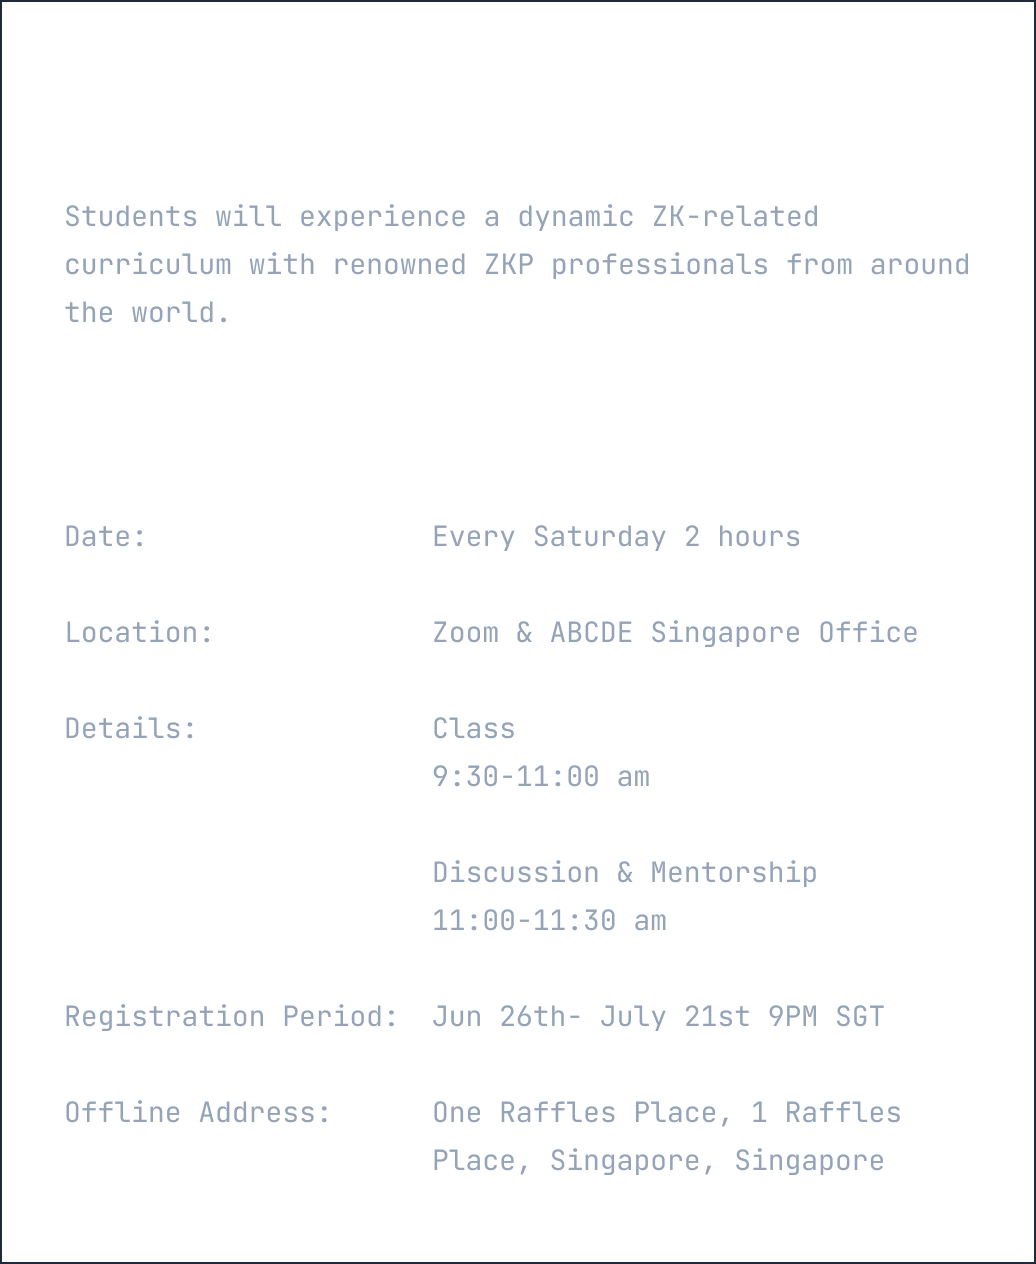 Students will experience a dynamic ZK-related
curriculum with renowned ZKP professionals from around
the world.
Date: Every Saturday 2 hours
Location: Zoom & ABCDE Singapore Office
Details: Class
9:30-11:00 am
Discussion & Mentorship
11:00-11:30 am
Registration Period: Jun 26th- July 21st 9PM SGT
Offline Address: One Raffles Place, 1 Raffles
Place, Singapore, Singapore